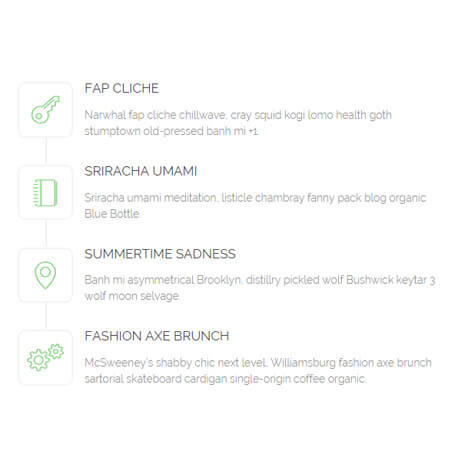 FAP CLICHE
Narwhal fap cliche chillwave, cray squid kogi lomo health goth
stumptown old-pressed banh mi +1.
SRIRACHA UMAMI
Sriracha umami meditation, listicle chambray fanny pack blog organic
Blue Bottle.
SUMMERTIME SADNESS
Banh mi asymmetrical Brooklyn, distillry pickled wolf Bushwick keytar 3
wolf moon selvage
FASHION AXE BRUNCH
McSweeney's shabby chic next level, Williamsburg fashion axe brunch
sartorial skateboard cardigan single-origin coffee organic.